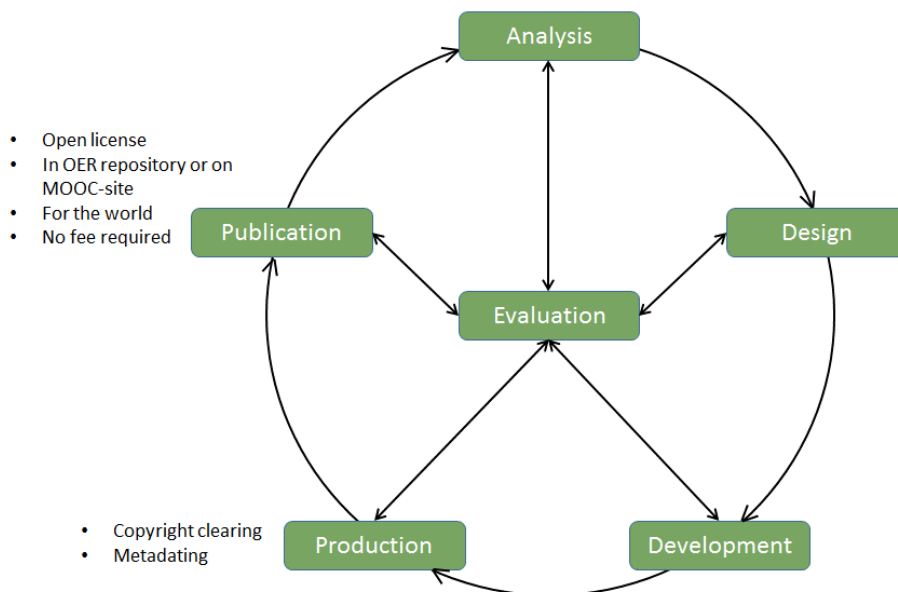 Analysis
• Open license
• In OER repository or on
MOOC-site
• For the world
• No fee required
Publication
Design
Evaluation
• Copyright clearing
• Metadating
Production
Development